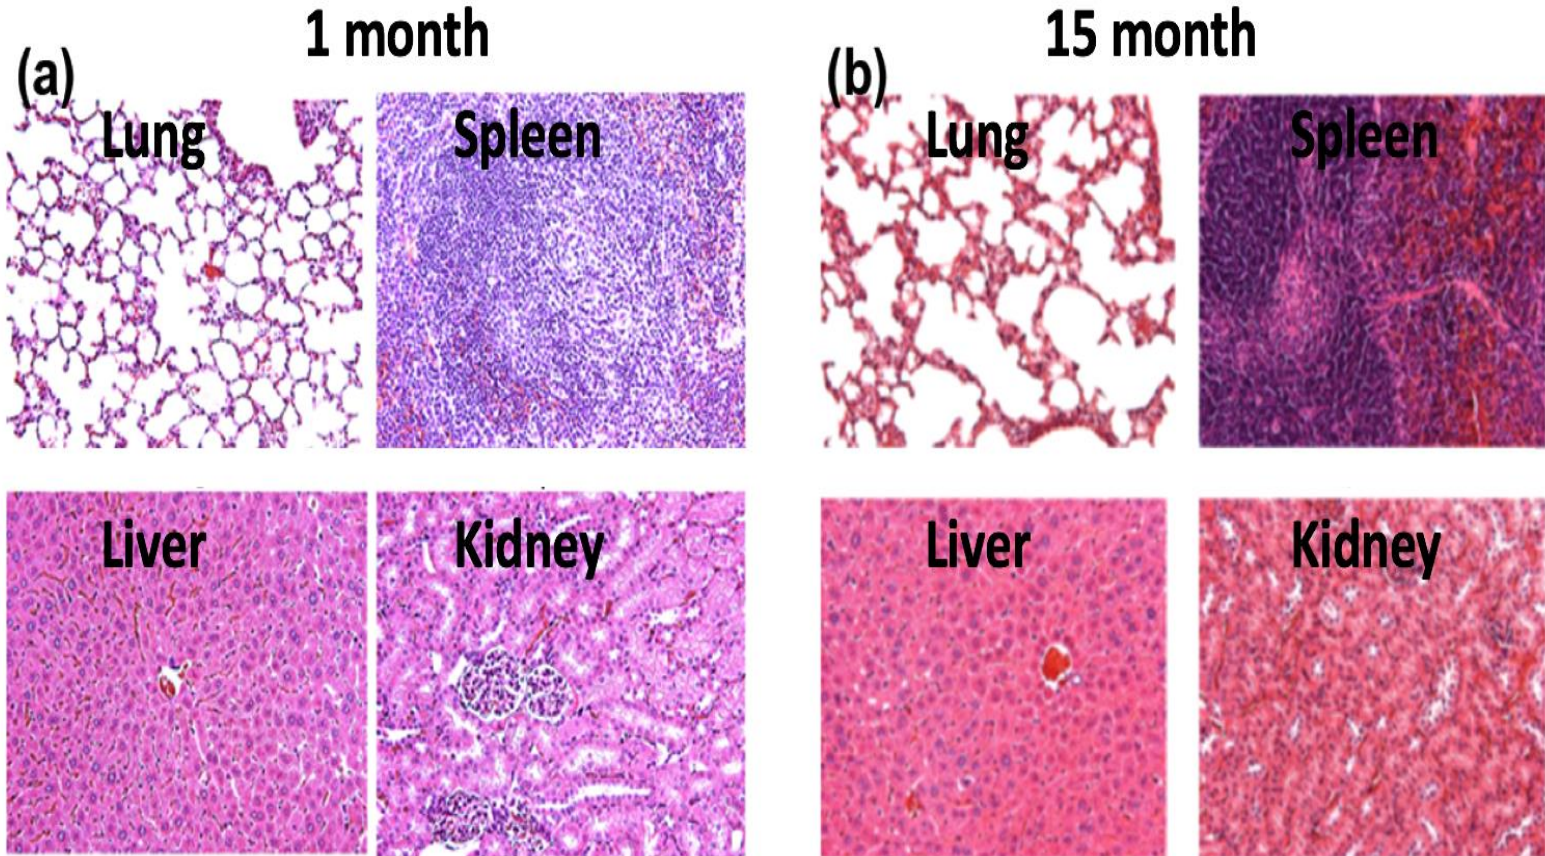 1 month
(a)
Lung
Spleen
Liver
Kidney
15 month
(b)
Lung
Spleen
Liver
Kidney